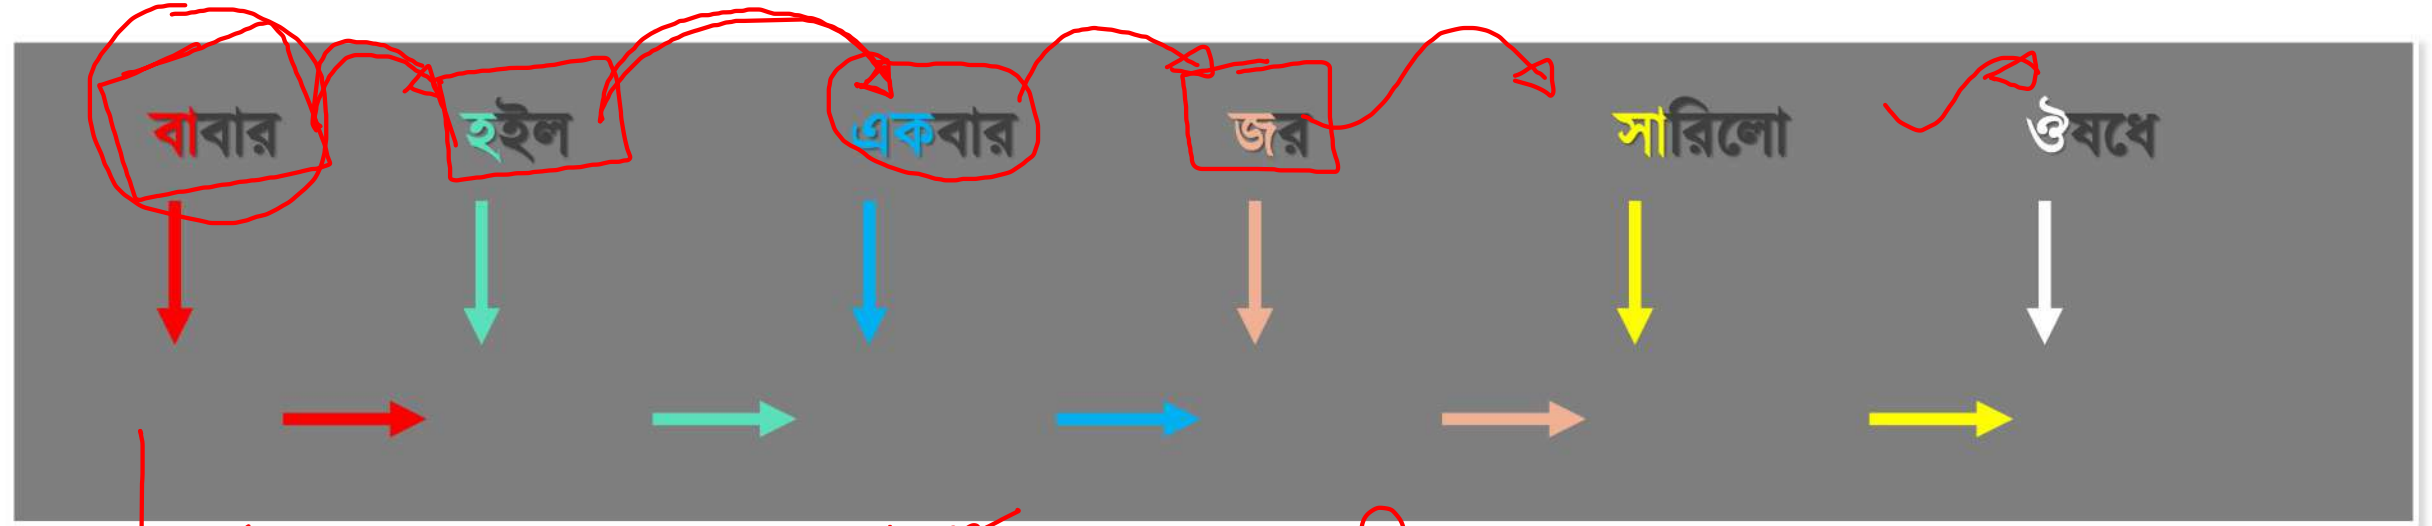 বাবার হইল একবার জর সারিলো ঔষধে